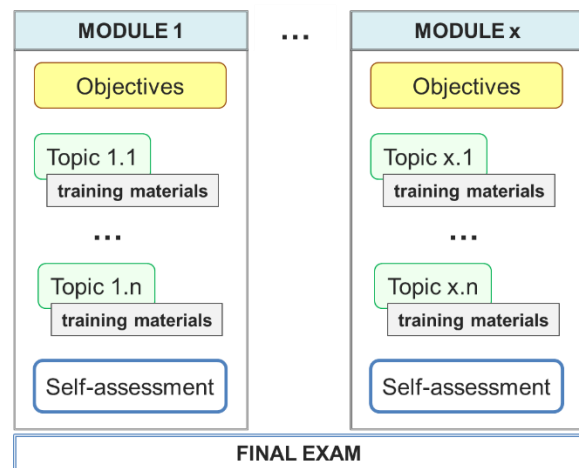 MODULE 1
Objectives
Topic 1.1
training materials
...
Topic 1.n
training materials
Self-assessment
...
MODULE x
Objectives
Topic x.1
training materials
...
Topic x.n
training materials
Self-assessment
FINAL EXAM